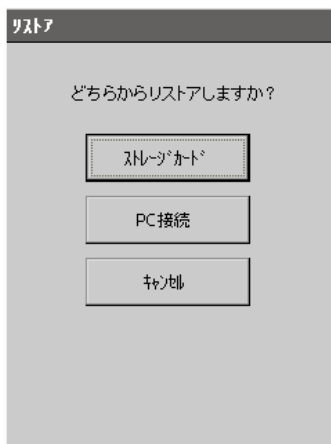 ﾘｽﾄｱ
どちらからリストアしますか？
ｽﾄﾚｰｼﾞｶｰﾄﾞ
PC接続
ｷｬﾝｾﾙ